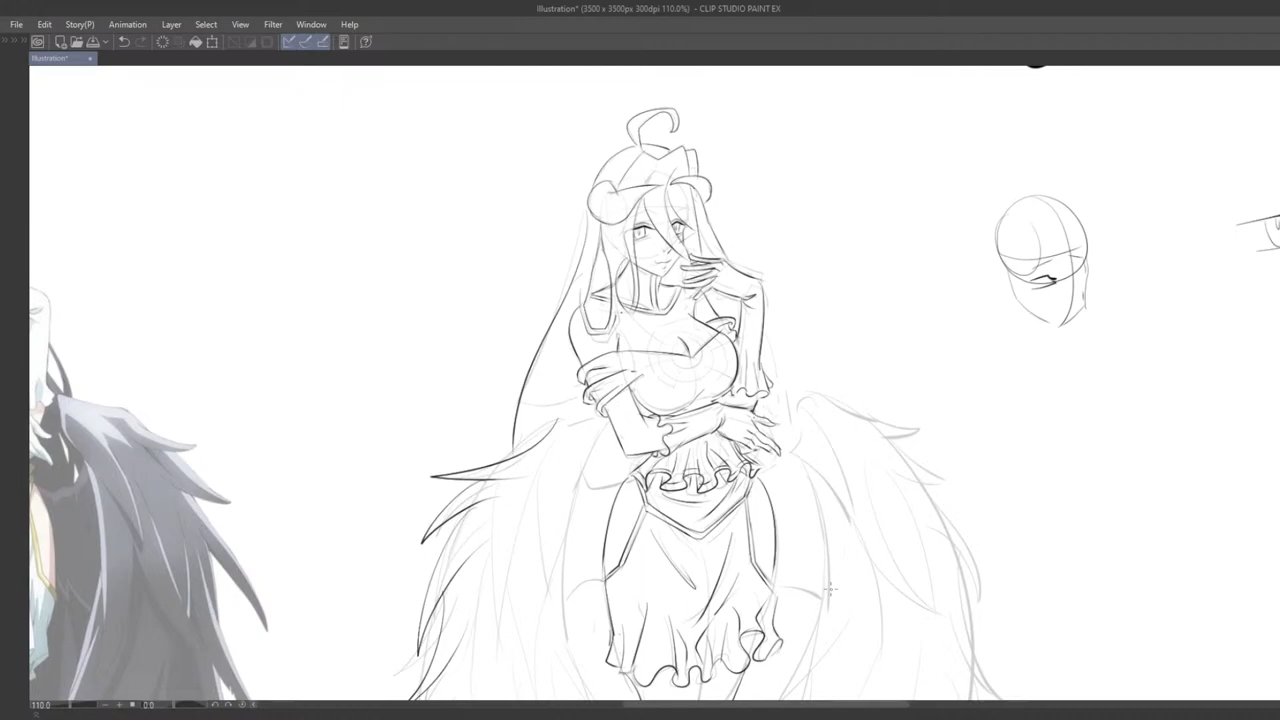 Illustration* (3500 x 3500px 300dpi 110.0%) - CLIP STUDIO PAINT EX
File Edit Story(P) Animation Layer Select View Filter Window Help
Illustration*
110.0
0.0